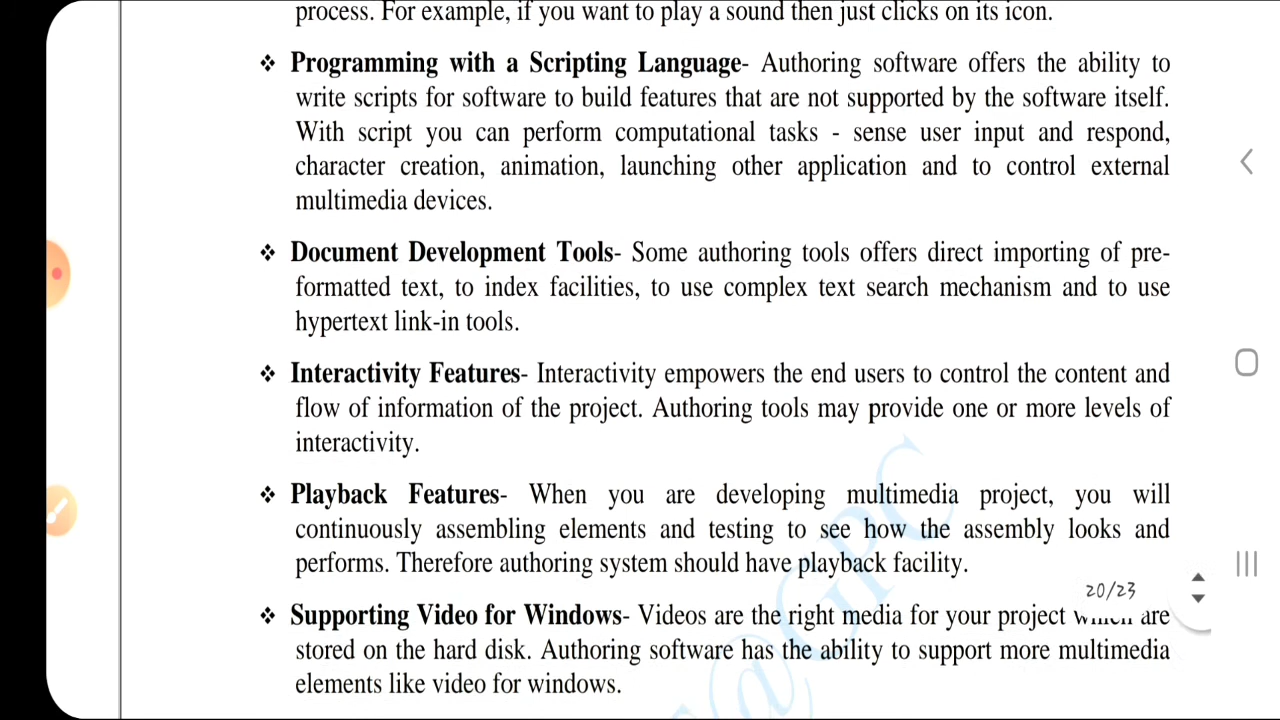 process. For example, if you want to play a sound then just clicks on its icon.
❖ Programming with a Scripting Language- Authoring software offers the ability to
write scripts for software to build features that are not supported by the software itself.
With script you can perform computational tasks - sense user input and respond,
character creation, animation, launching other application and to control external
multimedia devices.
❖ Document Development Tools- Some authoring tools offers direct importing of pre-
formatted text, to index facilities, to use complex text search mechanism and to use
hypertext link-in tools.
❖ Interactivity Features- Interactivity empowers the end users to control the content and
flow of information of the project. Authoring tools may provide one or more levels of
interactivity.
❖ Playback Features- When you are developing multimedia project, you will
continuously assembling elements and testing to see how the assembly looks and
performs. Therefore authoring system should have playback facility.
20/23
❖ Supporting Video for Windows- Videos are the right media for your project which are
stored on the hard disk. Authoring software has the ability to support more multimedia
elements like video for windows.
@GPC